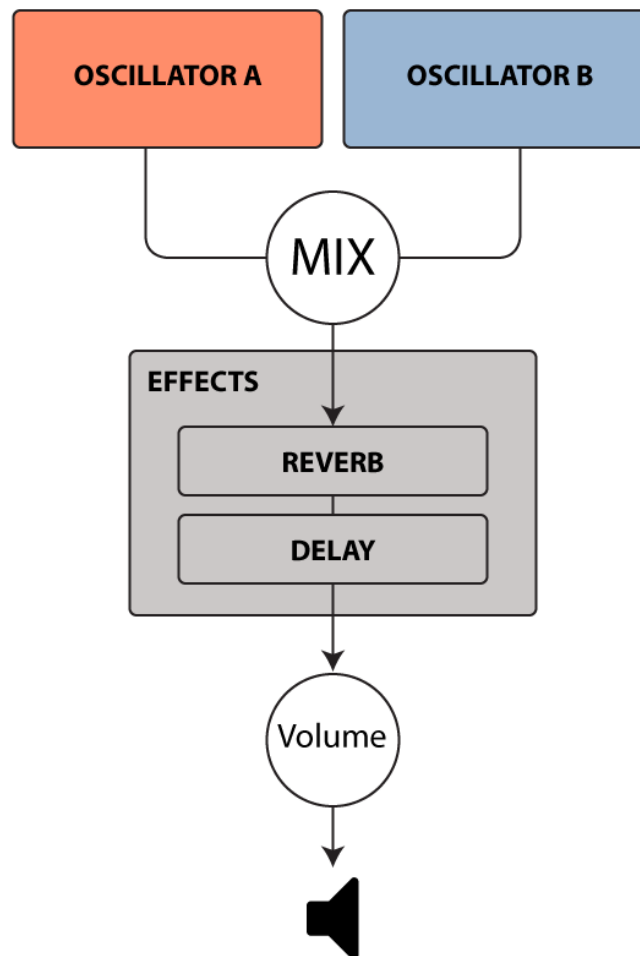 OSCILLATOR A
OSCILLATOR B
MIX
EFFECTS
REVERB
DELAY
Volume